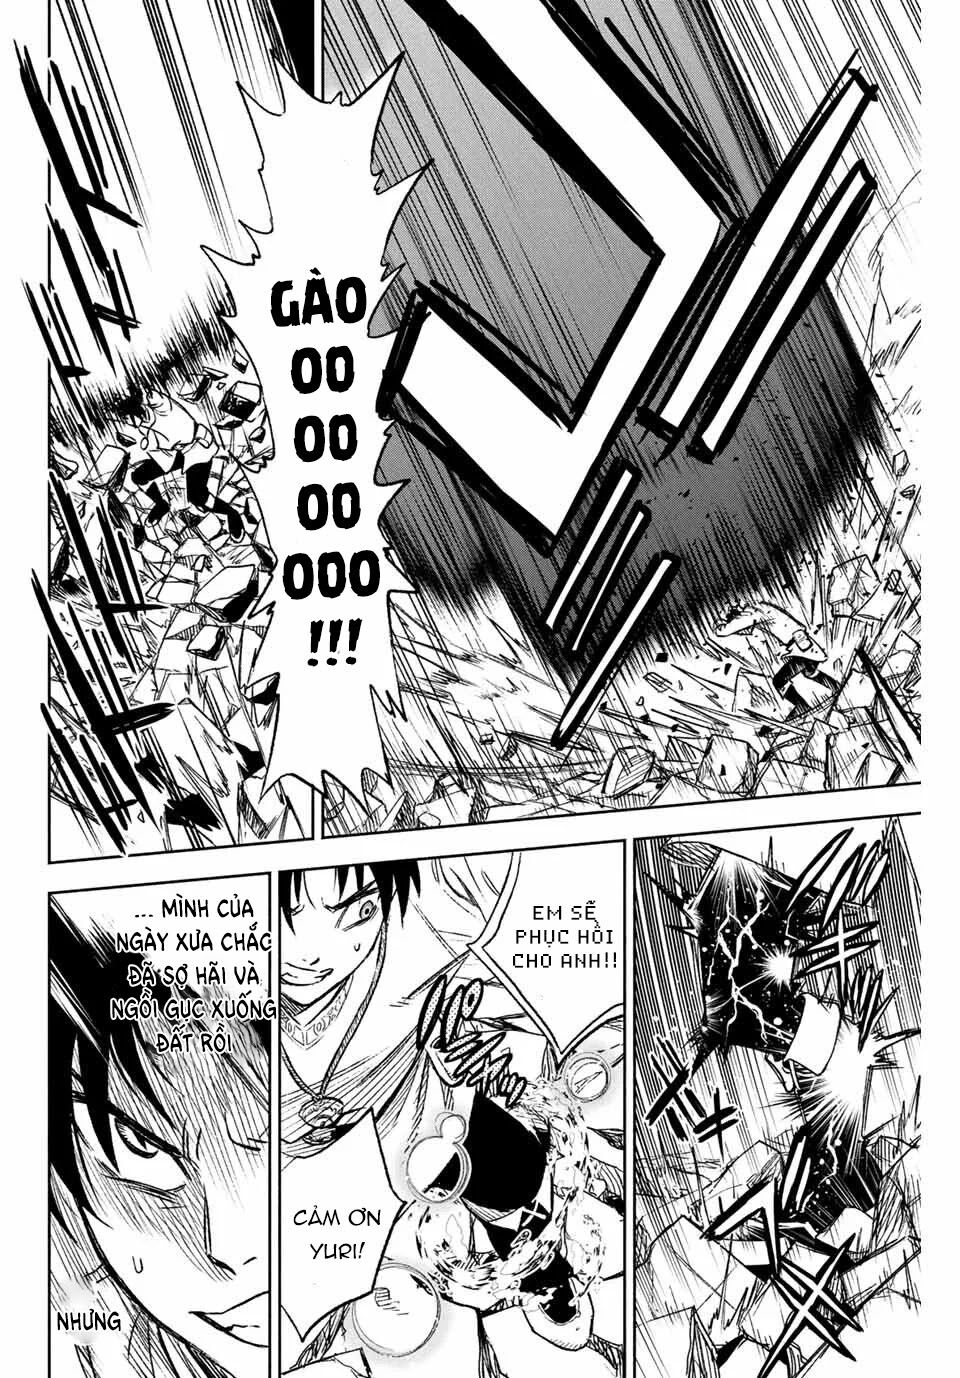 GÀO
OO
OO
OO
OOO
!!!
EM SẼ
PHỤC HỒI
CHO ANH!!
CẢM ƠN
YURI!
... MÌNH CỦA
NGÀY XƯA CHẮC
ĐÃ SỢ HÃI VÀ
NGỒI GỤC XUỐNG
ĐẤT RỒI
NHƯNG